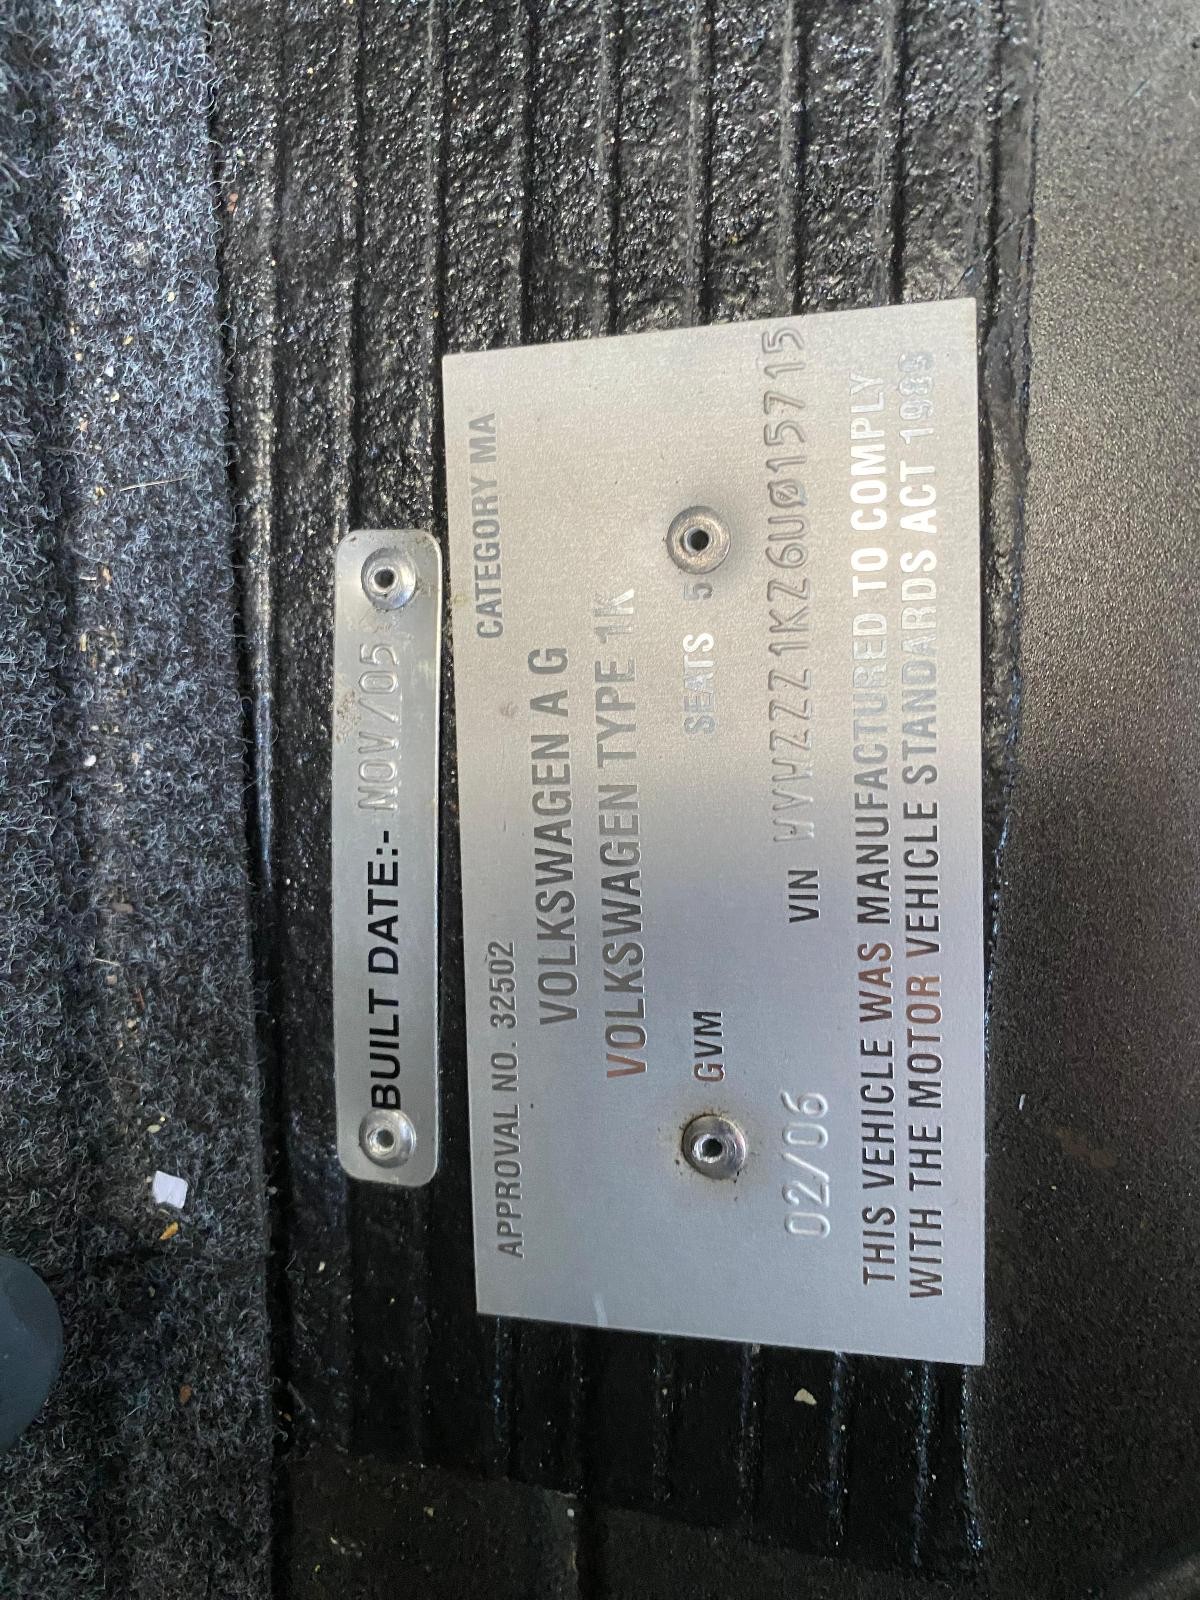 BUILT DATE:- NOV/05
APPROVAL NO. 32502 CATEGORY MA
VOLKSWAGEN A G
VOLKSWAGEN TYPE 1K
GVM SEATS 5
02/06 VIN WVWZZZ1KZ6U015715
THIS VEHICLE WAS MANUFACTURED TO COMPLY
WITH THE MOTOR VEHICLE STANDARDS ACT 1989